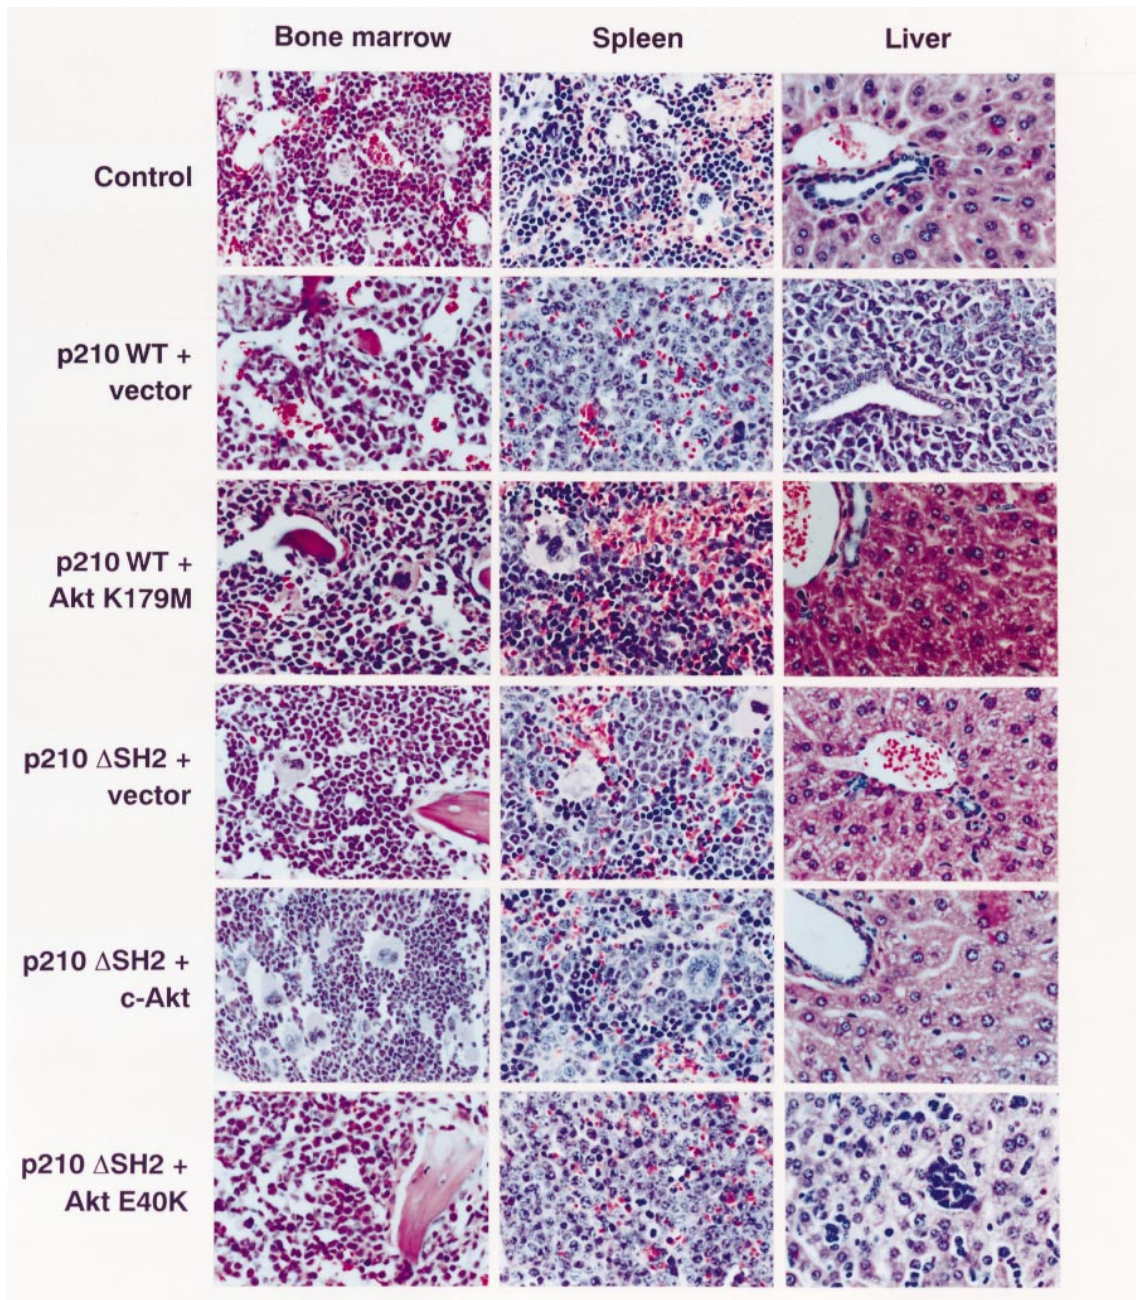 Bone marrow Spleen Liver
Control
p210 WT +
vector
p210 WT +
Akt K179M
p210 ΔSH2 +
vector
p210 ΔSH2 +
c-Akt
p210 ΔSH2 +
Akt E40K